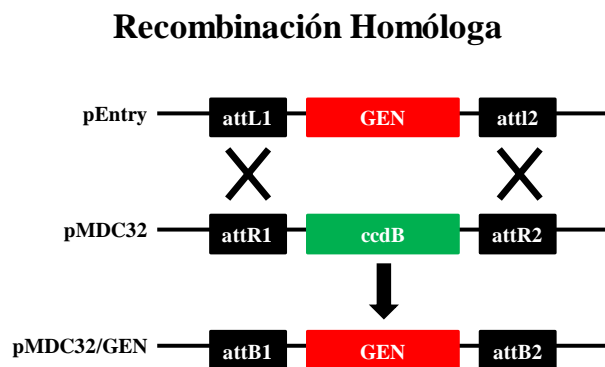 Recombinación Homóloga
pEntry attL1 GEN attl2
pMDC32 attR1 ccdB attR2
pMDC32/GEN attB1 GEN attB2